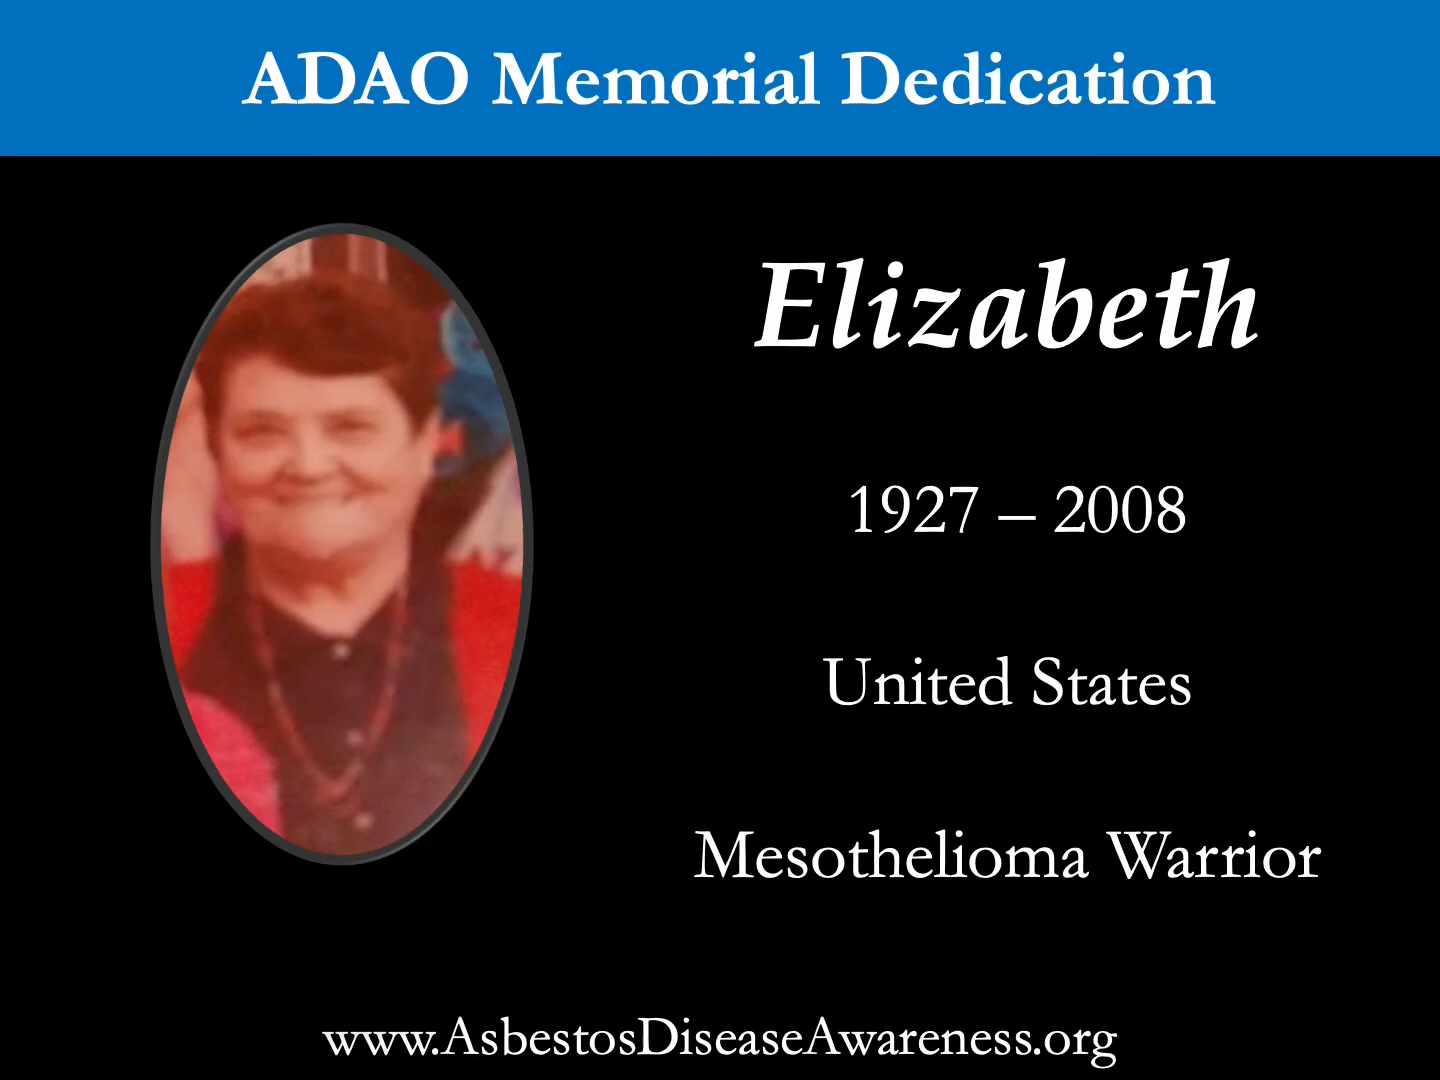 ADAO Memorial Dedication
Elizabeth
1927 – 2008
United States
Mesothelioma Warrior
www.AsbestosDiseaseAwareness.org